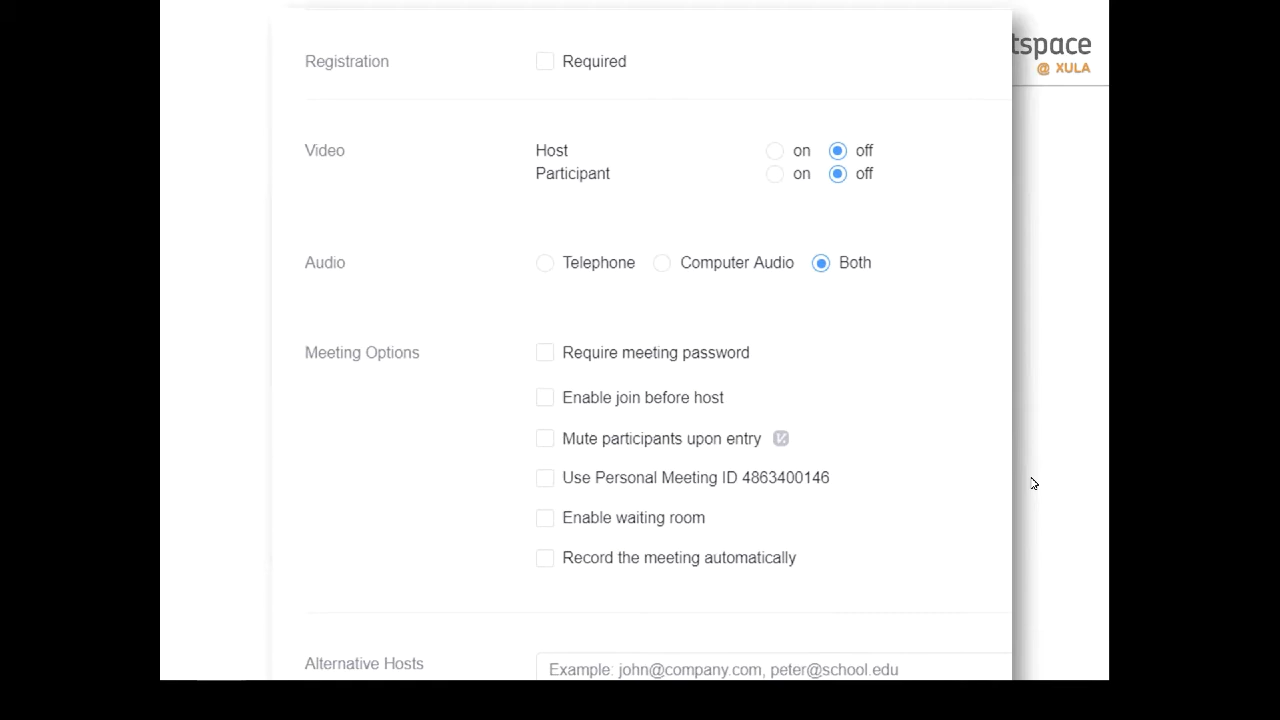 tspace
@ XULA
Registration Required
Video Host on off
Participant on off
Audio Telephone Computer Audio Both
Meeting Options Require meeting password
Enable join before host
Mute participants upon entry
Use Personal Meeting ID 4863400146
Enable waiting room
Record the meeting automatically
Alternative Hosts Example: john@company.com, peter@school.edu